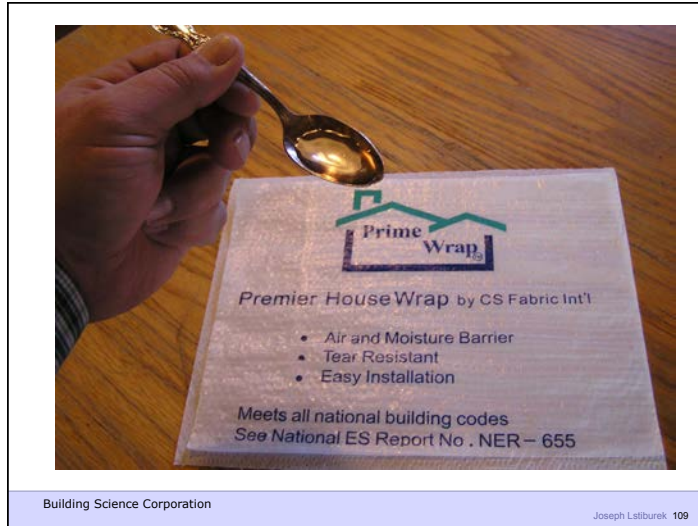 Prime
Wrap®
Premier House Wrap by CS Fabric Int'l
• Air and Moisture Barrier
• Tear Resistant
• Easy Installation
Meets all national building codes
See National ES Report No. NER – 655
Building Science Corporation
Joseph Lstiburek 109